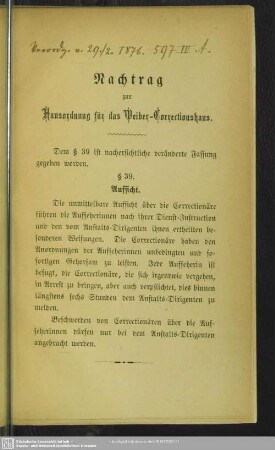 Verordg. v. 29/2. 1876. 597 III A.
Nachtrag
zur
Hausordnung für das Weiber-Correctionshaus.
Dem § 39 ist nachersichtliche veränderte Fassung
gegeben worden.
§ 39.
Aufsicht.
Die unmittelbare Aufsicht über die Correctionäre
führen die Aufseherinnen nach ihrer Dienst-Instruction
und den vom Anstalts-Dirigenten ihnen ertheilten be-
sonderen Weisungen. Die Correctionäre haben den
Anordnungen der Aufseherinnen unbedingten und so-
fortigen Gehorsam zu leisten. Jede Aufseherin ist
befugt, die Correctionäre, die sich irgendwie vergehen,
in Arrest zu bringen, aber auch verpflichtet, dies binnen
längstens sechs Stunden dem Anstalts-Dirigenten zu
melden.
Beschwerden von Correctionären über die Auf-
seherinnen dürfen nur bei dem Anstalts-Dirigenten
angebracht werden.